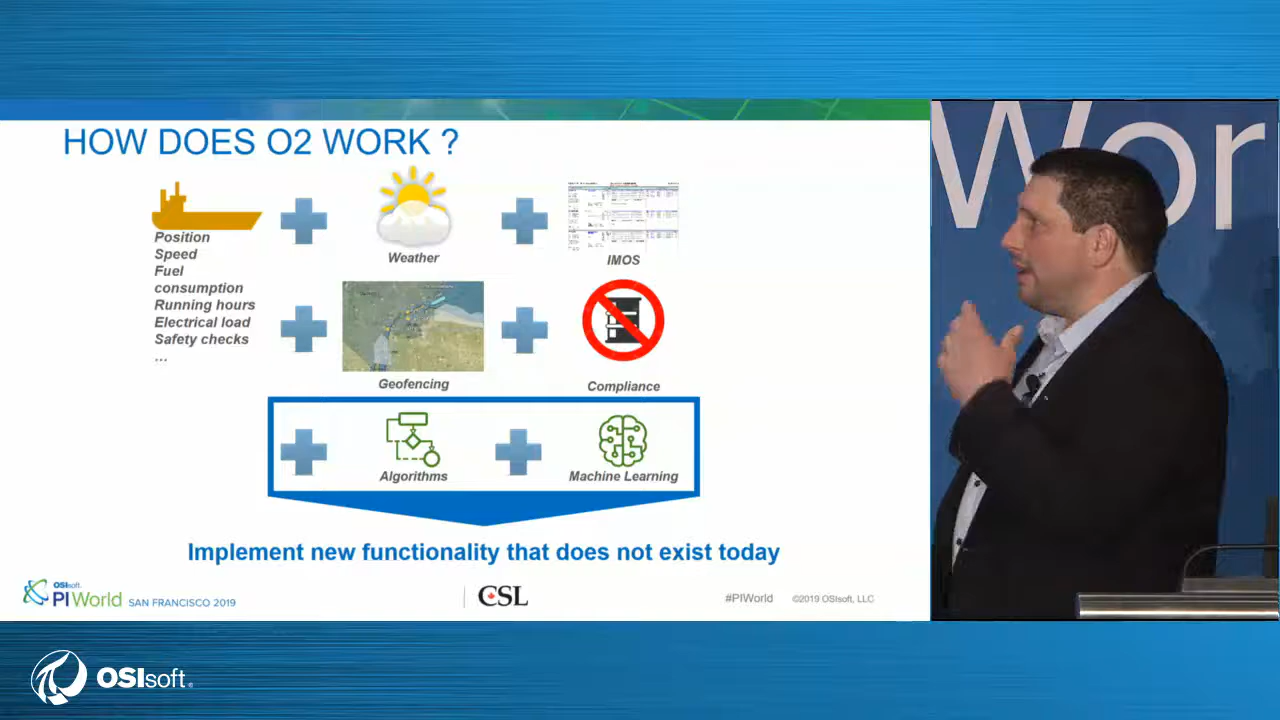 HOW DOES O2 WORK ?
Position
Speed
Fuel
consumption
Running hours
Electrical load
Safety checks
...
Weather
IMOS
Geofencing
Compliance
Algorithms
Machine Learning
Implement new functionality that does not exist today
OSIsoft.
PI World SAN FRANCISCO 2019
CSL
#PIWorld ©2019 OSIsoft, LLC
Wor
OSIsoft.